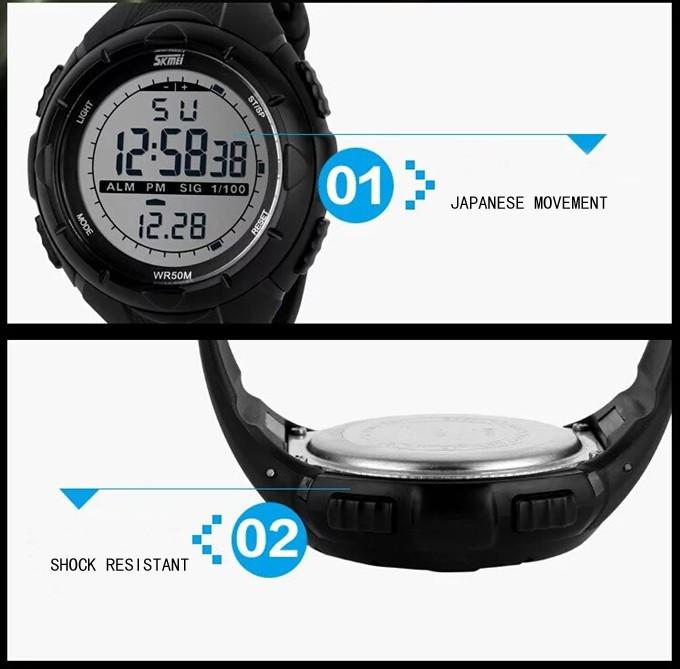 SKMEI
- +
LIGHT
ST/SP
SU
12:58 38
ALM PM SIG 1/100
12.28
MODE
RESET
WR50M
01
JAPANESE MOVEMENT
02
SHOCK RESISTANT